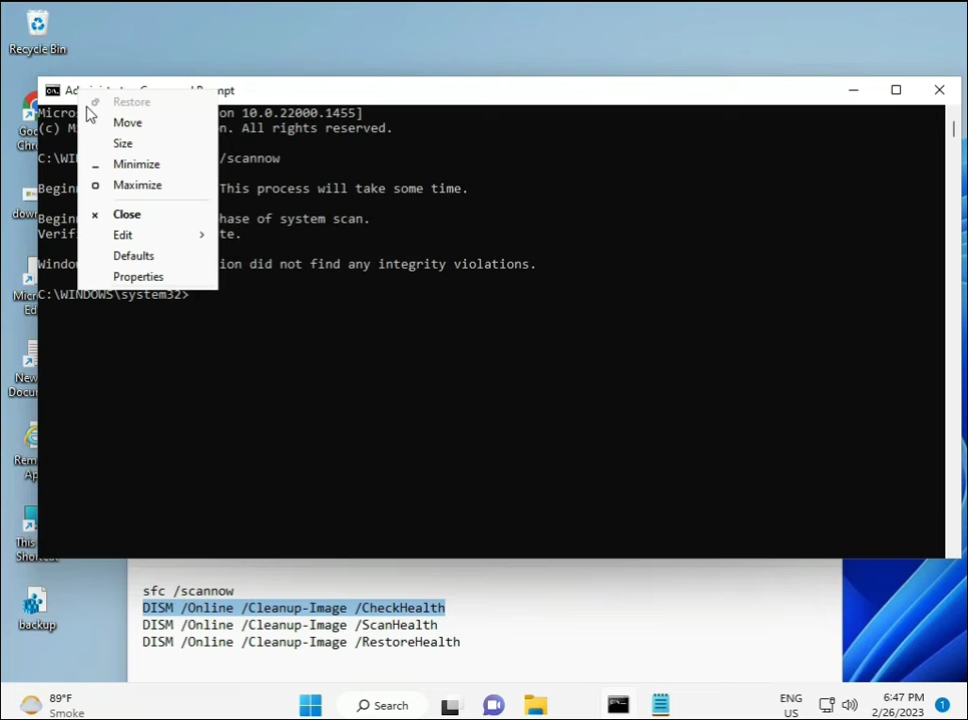 Recycle Bin
Restore
Move
Size
Minimize
Maximize
Close
Edit
Defaults
Properties
on 10.0.22000.1455]
(c) n. All rights reserved.
/scannow
This process will take some time.
hase of system scan.
te.
ion did not find any integrity violations.
C:\WINDOWS\system32>
backup
sfc /scannow
DISM /Online /Cleanup-Image /CheckHealth
DISM /Online /Cleanup-Image /ScanHealth
DISM /Online /Cleanup-Image /RestoreHealth
89°F
Smoke
Search
ENG
US
6:47 PM
2/26/2023
1